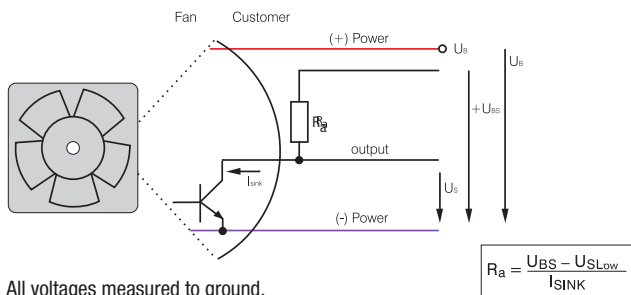 Fan Customer
(+) Power
UB
UB
Ra
+UBS
output
Isink
US
(-) Power
Ra = UBS – USLow / ISINK
All voltages measured to ground.